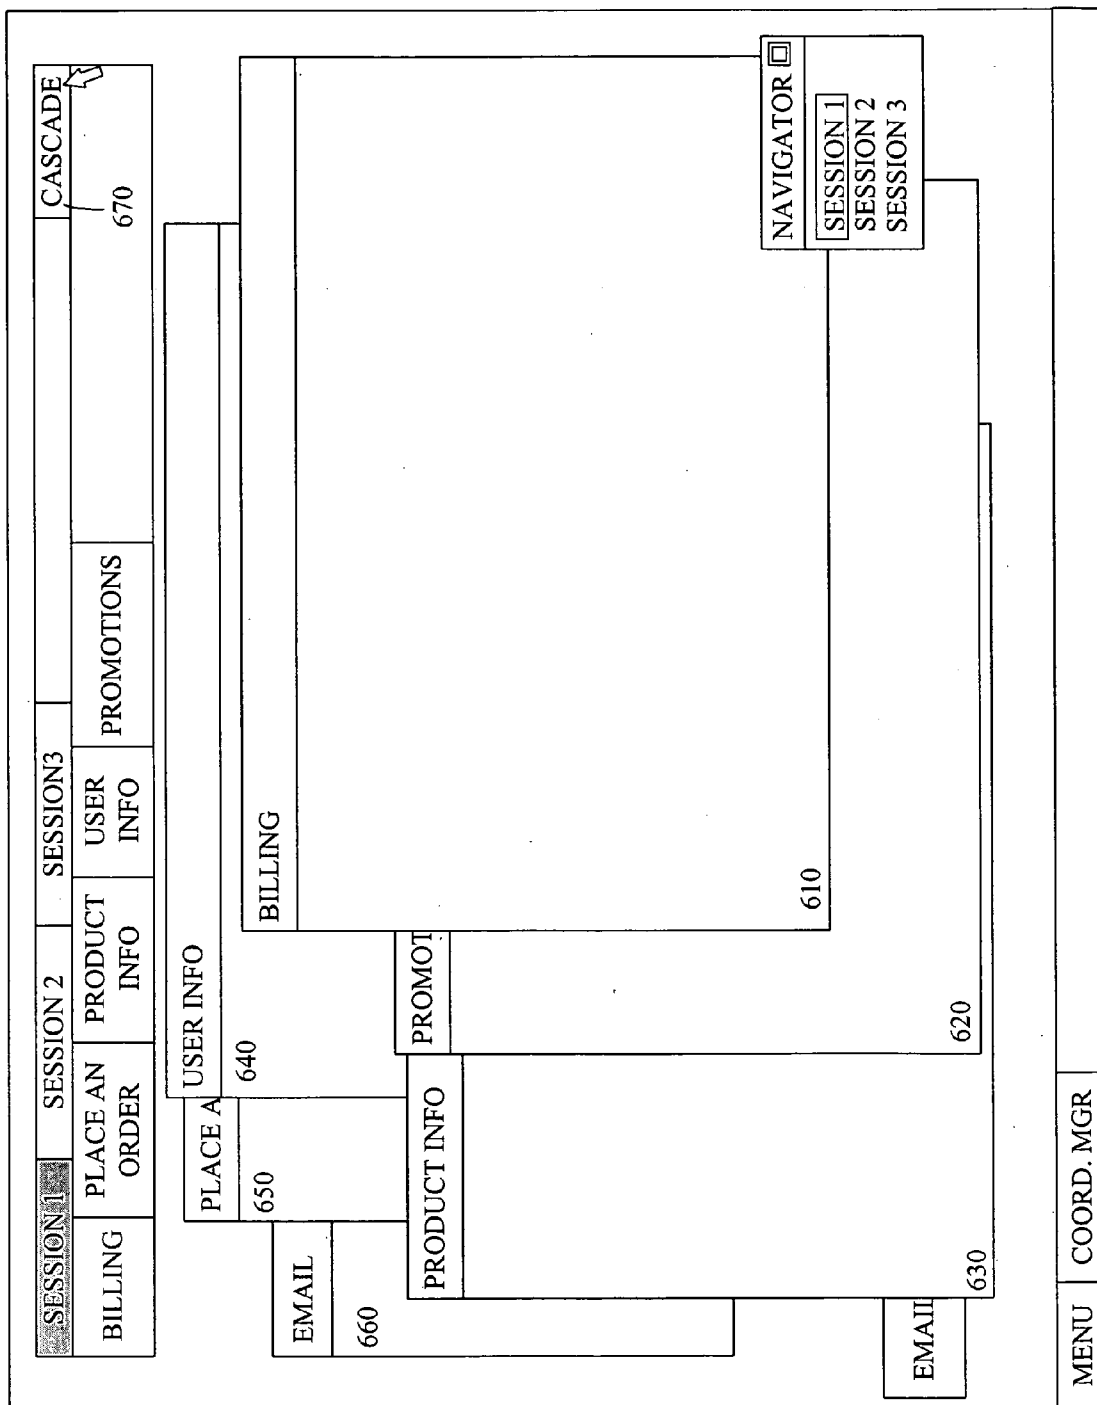 SESSION 1 SESSION 2 SESSION3 CASCADE
BILLING
PLACE AN
ORDER
PRODUCT
INFO
USER
INFO
PROMOTIONS
670
USER INFO
640
PLACE A
650
BILLING
610
EMAIL
660
PROMOT
620
PRODUCT INFO
630
NAVIGATOR
SESSION 1
SESSION 2
SESSION 3
EMAIL
MENU COORD. MGR